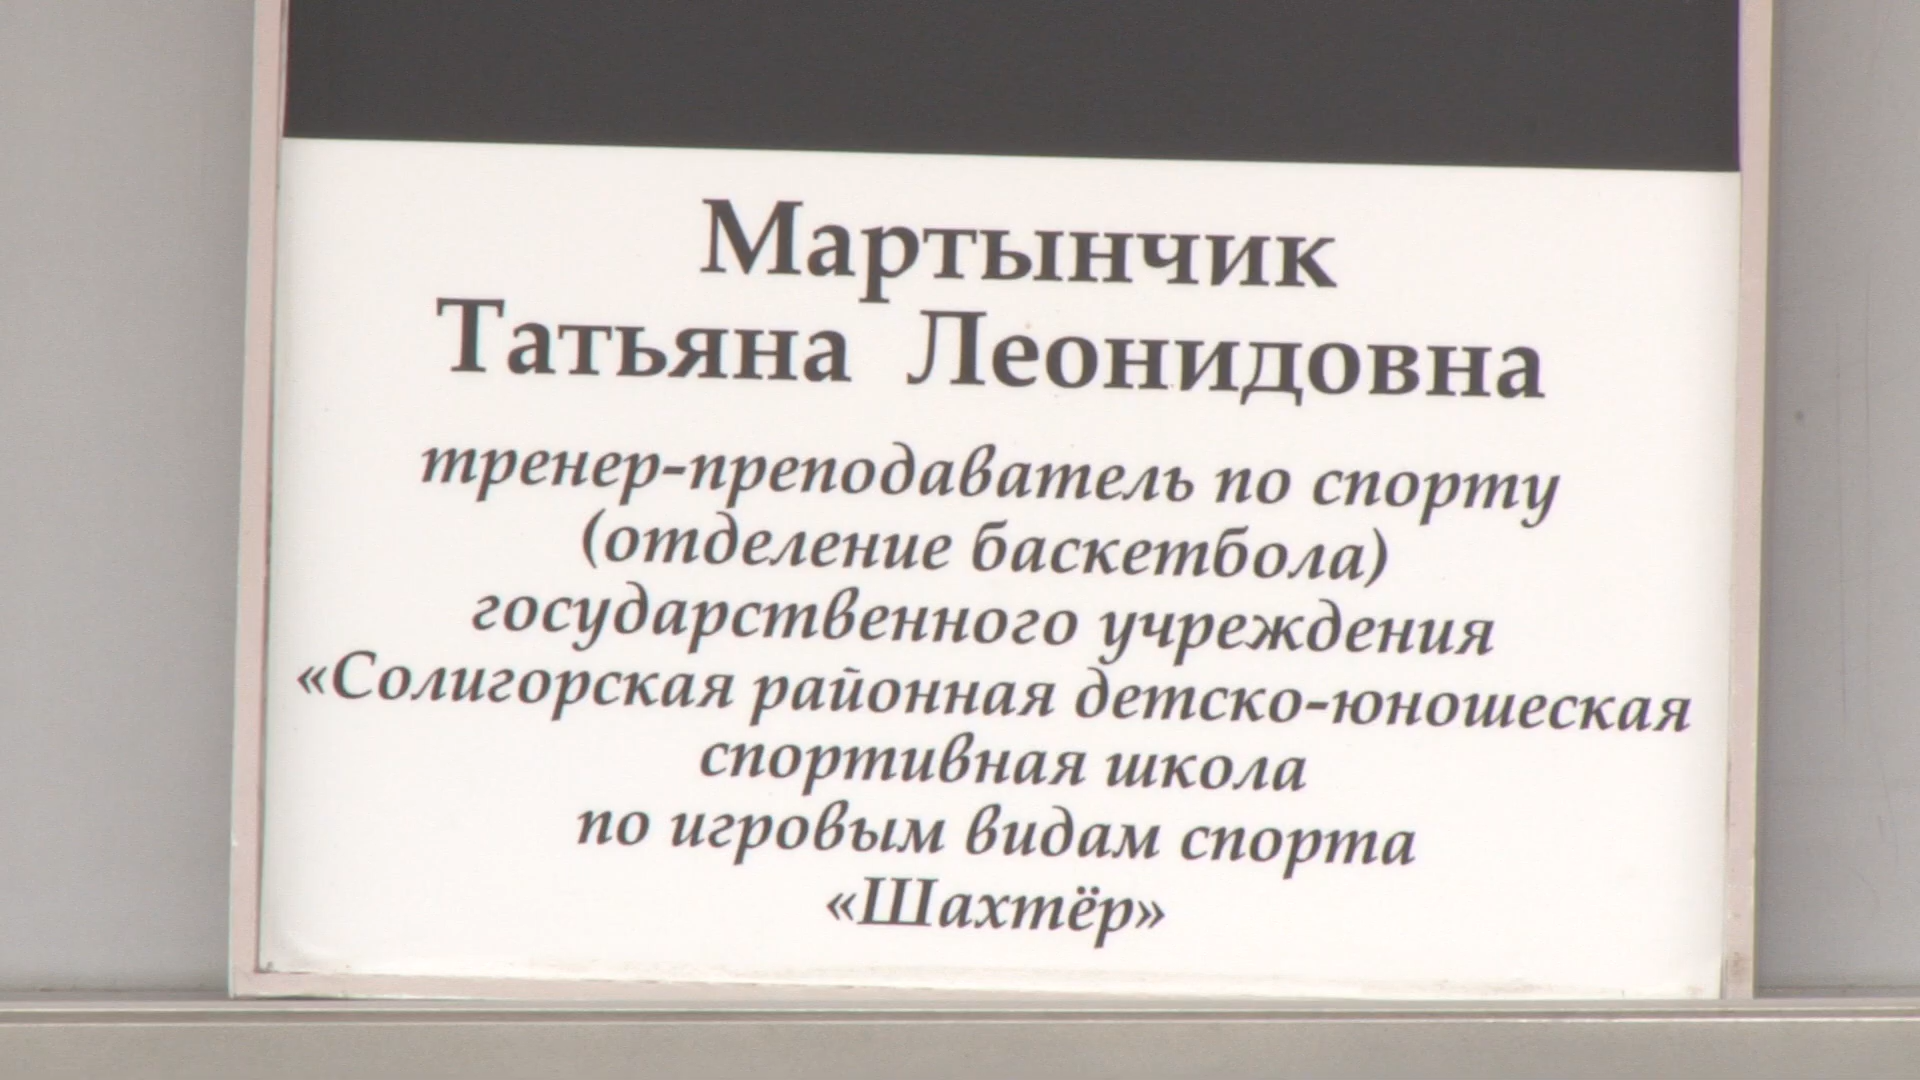 Мартынчик
Татьяна Леонидовна
тренер-преподаватель по спорту
(отделение баскетбола)
государственного учреждения
«Солигорская районная детско-юношеская
спортивная школа
по игровым видам спорта
«Шахтёр»